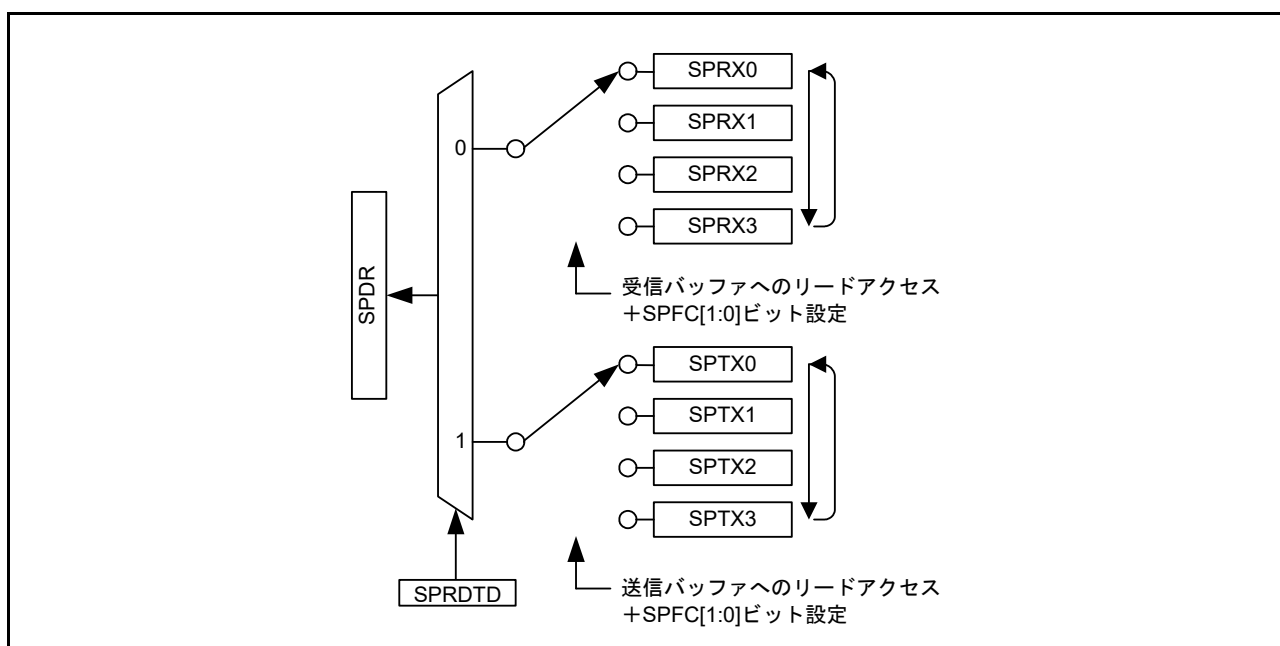 SPRX0
SPRX1
0
SPRX2
SPRX3
SPDR
受信バッファへのリードアクセス
＋SPFC[1:0]ビット設定
SPTX0
SPTX1
1
SPTX2
SPTX3
SPRDTD
送信バッファへのリードアクセス
＋SPFC[1:0]ビット設定